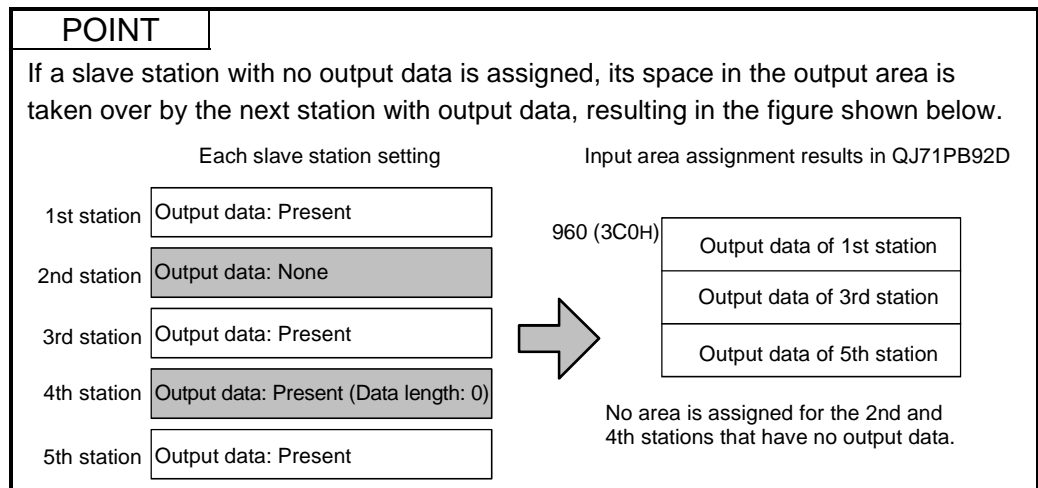 POINT
If a slave station with no output data is assigned, its space in the output area is
taken over by the next station with output data, resulting in the figure shown below.
Each slave station setting
Input area assignment results in QJ71PB92D
1st station Output data: Present
2nd station Output data: None
3rd station Output data: Present
4th station Output data: Present (Data length: 0)
5th station Output data: Present
960 (3C0H)
Output data of 1st station
Output data of 3rd station
Output data of 5th station
No area is assigned for the 2nd and
4th stations that have no output data.